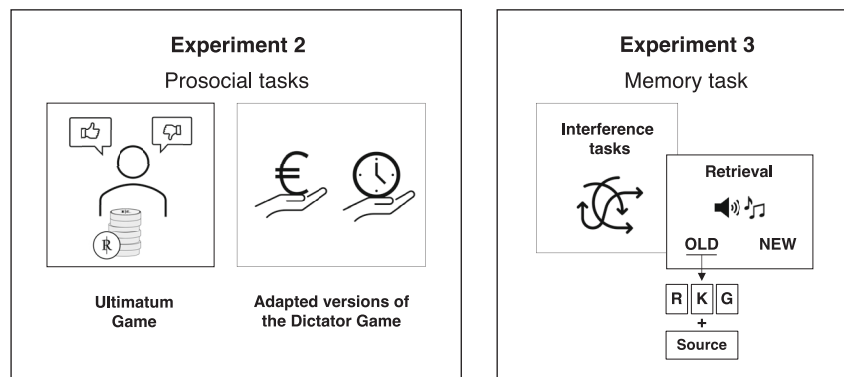 Experiment 2
Prosocial tasks
€
Ultimatum
Game
Adapted versions of
the Dictator Game
Experiment 3
Memory task
Interference
tasks
Retrieval
OLD NEW
R K G
+
Source